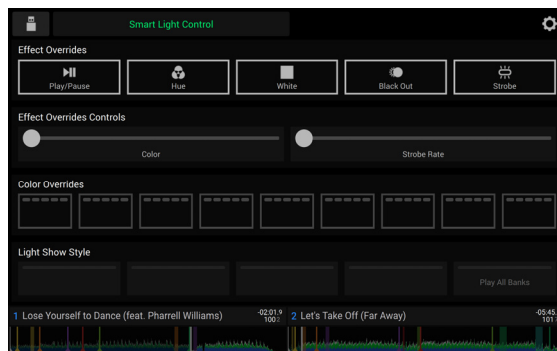 Smart Light Control
Effect Overrides
Play/Pause Hue White Black Out Strobe
Effect Overrides Controls
Color Strobe Rate
Color Overrides
Light Show Style
Play All Banks
1 Lose Yourself to Dance (feat. Pharrell Williams) -02:01.9 100
2 Let's Take Off (Far Away) -05:45. 101